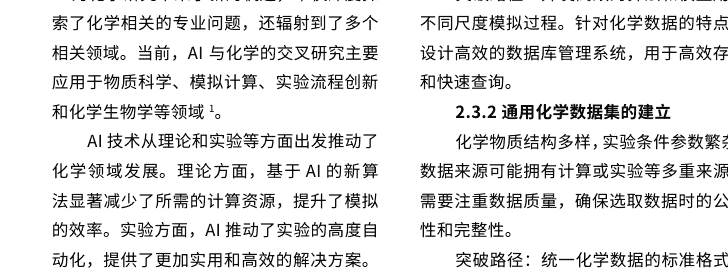 索了化学相关的专业问题，还辐射到了多个
相关领域。当前，AI 与化学的交叉研究主要
应用于物质科学、模拟计算、实验流程创新
和化学生物学等领域 1。
AI 技术从理论和实验等方面出发推动了
化学领域发展。理论方面，基于 AI 的新算
法显著减少了所需的计算资源，提升了模拟
的效率。实验方面，AI 推动了实验的高度自
动化，提供了更加实用和高效的解决方案。
不同尺度模拟过程。针对化学数据的特点
设计高效的数据库管理系统，用于高效存
和快速查询。
2.3.2 通用化学数据集的建立
化学物质结构多样，实验条件参数繁杂
数据来源可能拥有计算或实验等多重来源
需要注重数据质量，确保选取数据时的公
性和完整性。
突破路径：统一化学数据的标准格式